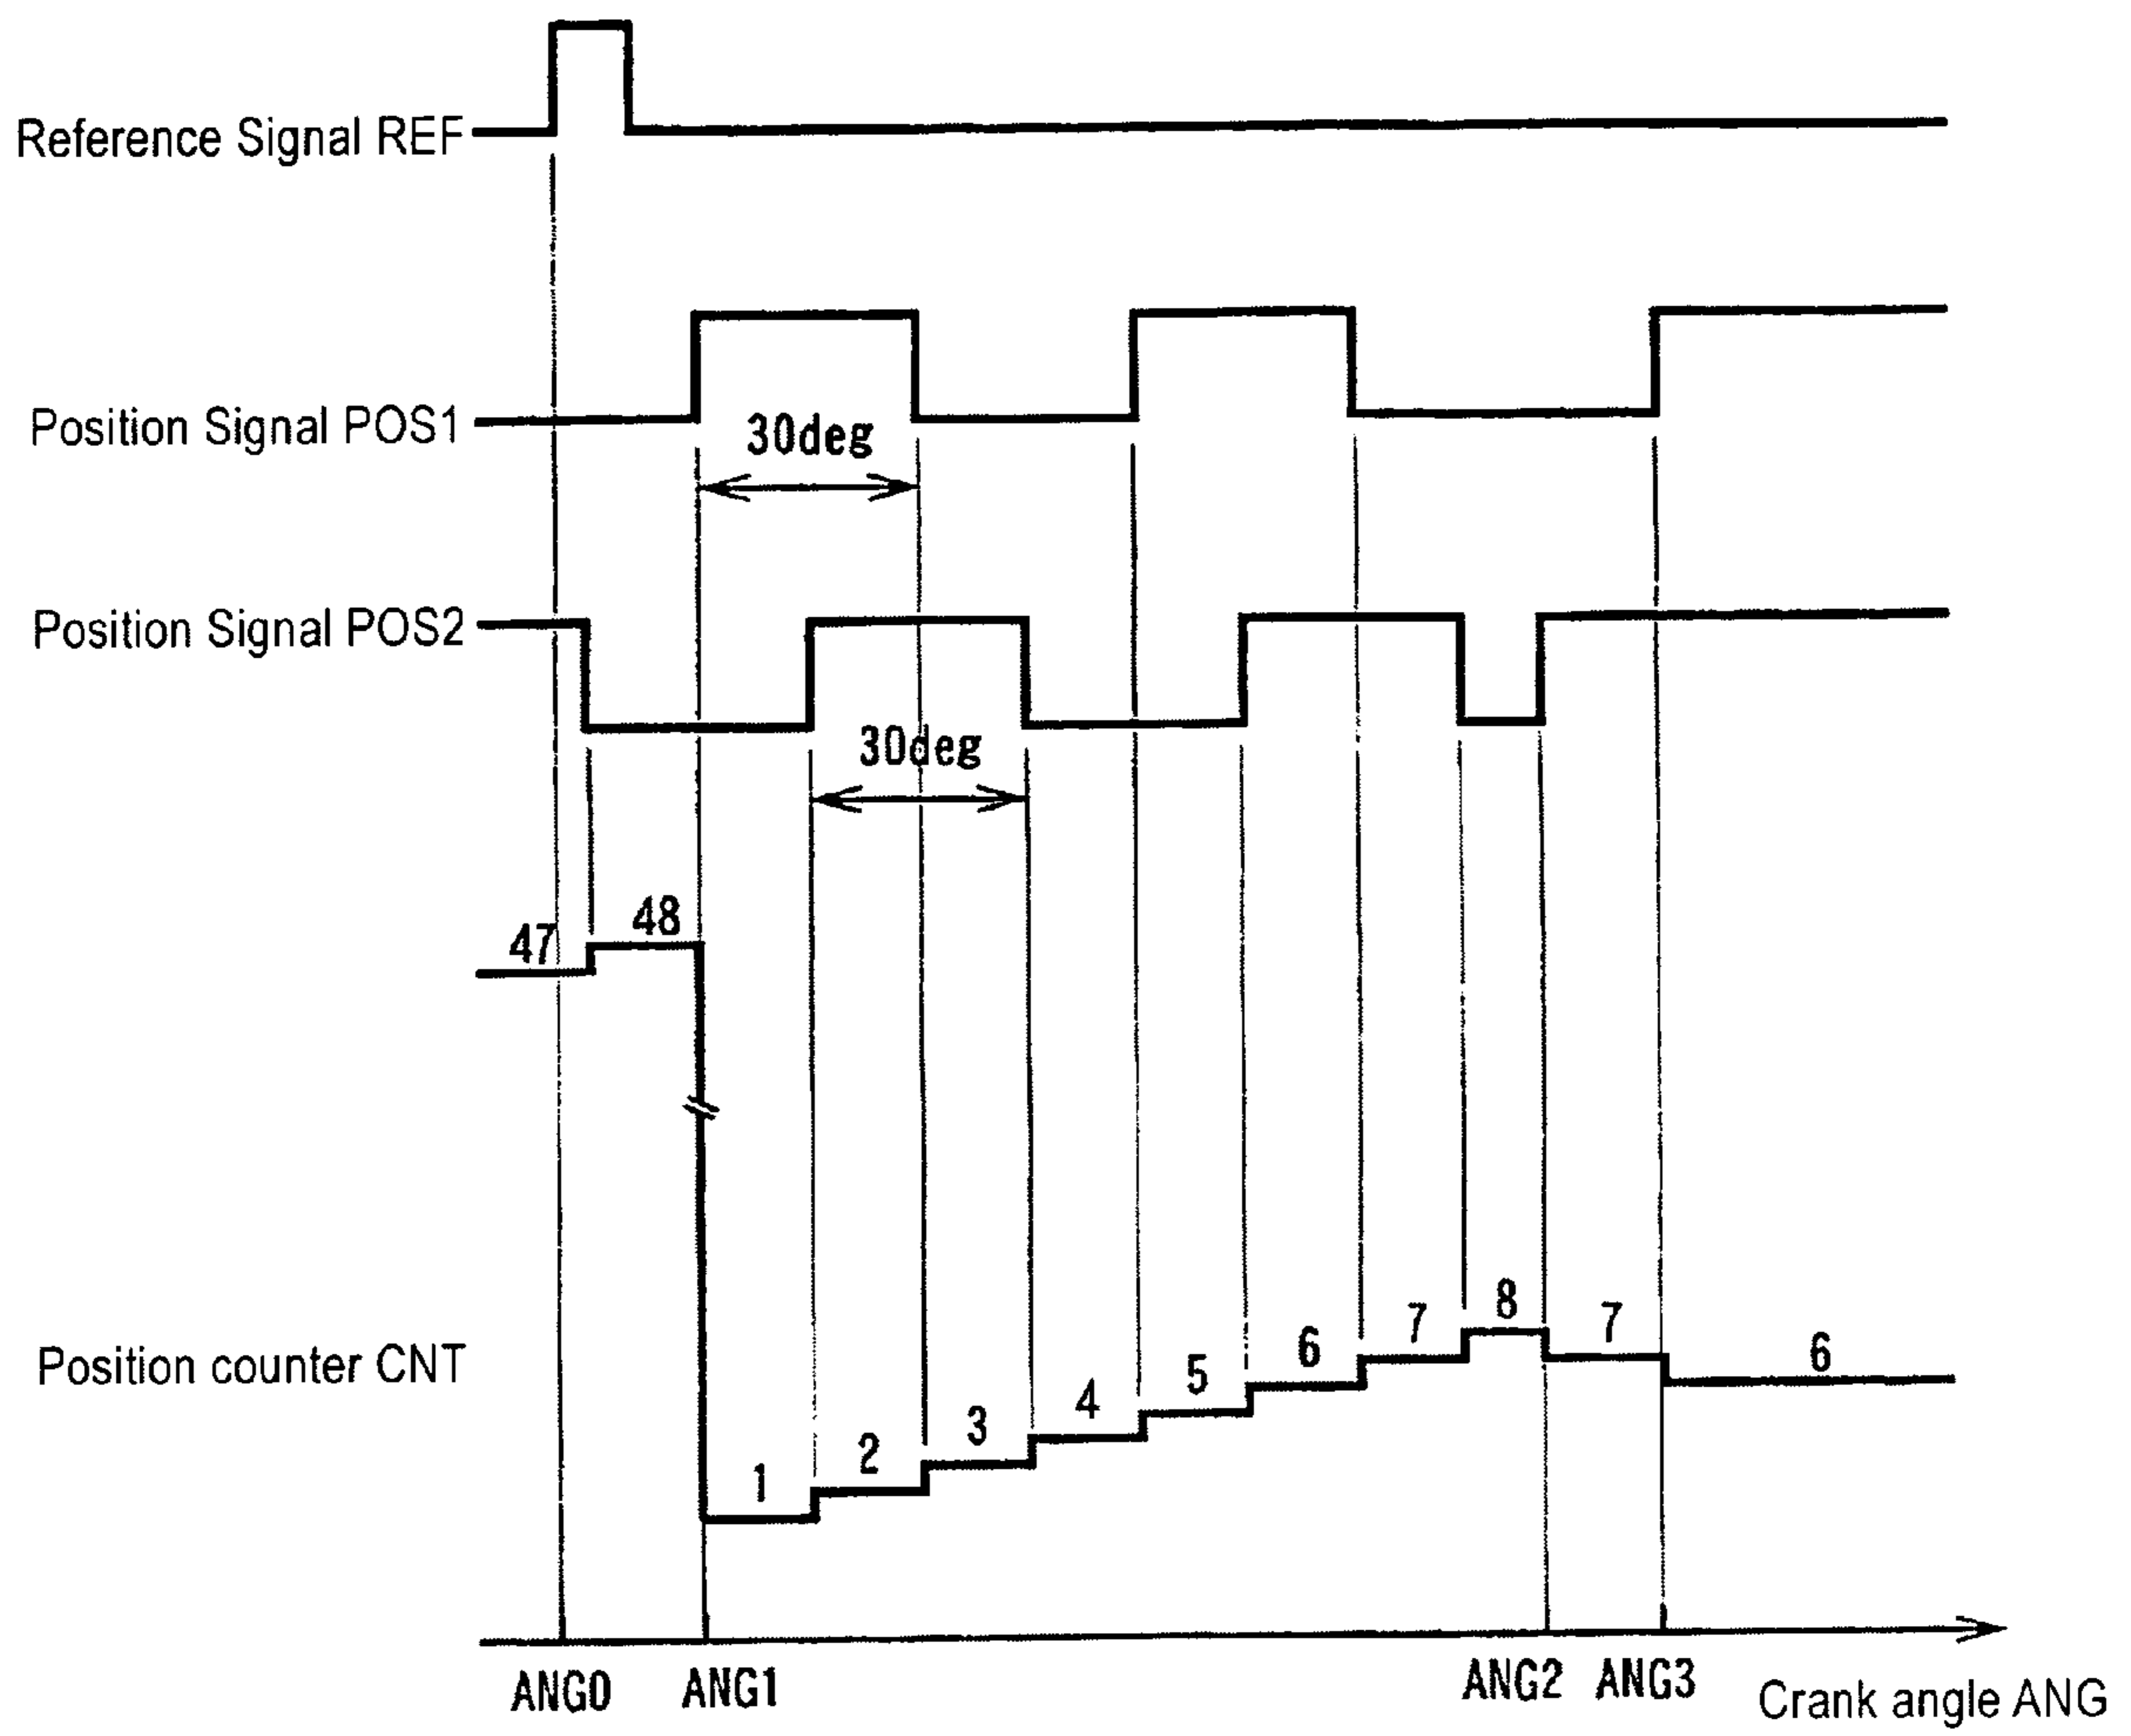 Reference Signal REF
Position Signal POS1
30deg
Position Signal POS2
30deg
47
48
Position counter CNT
1
2
3
4
5
6
7
8
7
6
ANG0
ANG1
ANG2
ANG3
Crank angle ANG